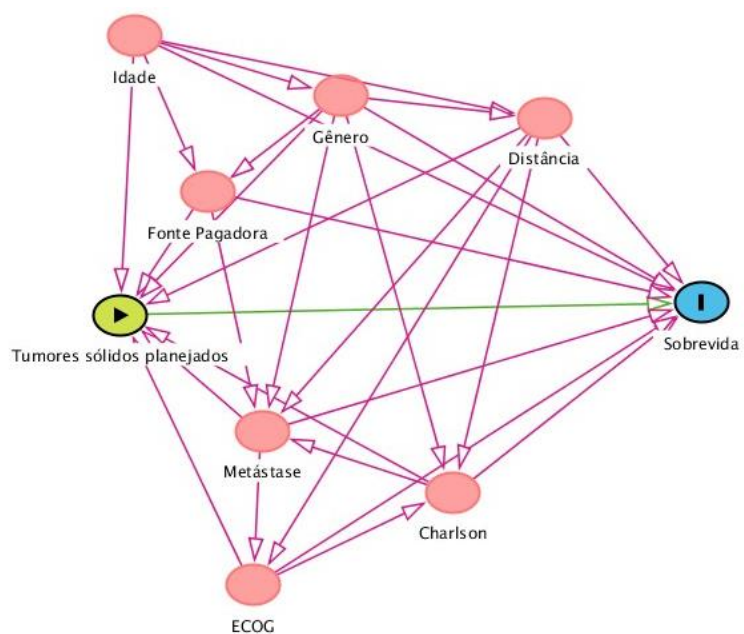 Idade
Gênero
Distância
Fonte Pagadora
Tumores sólidos planejados
Sobrevida
Metástase
Charlson
ECOG